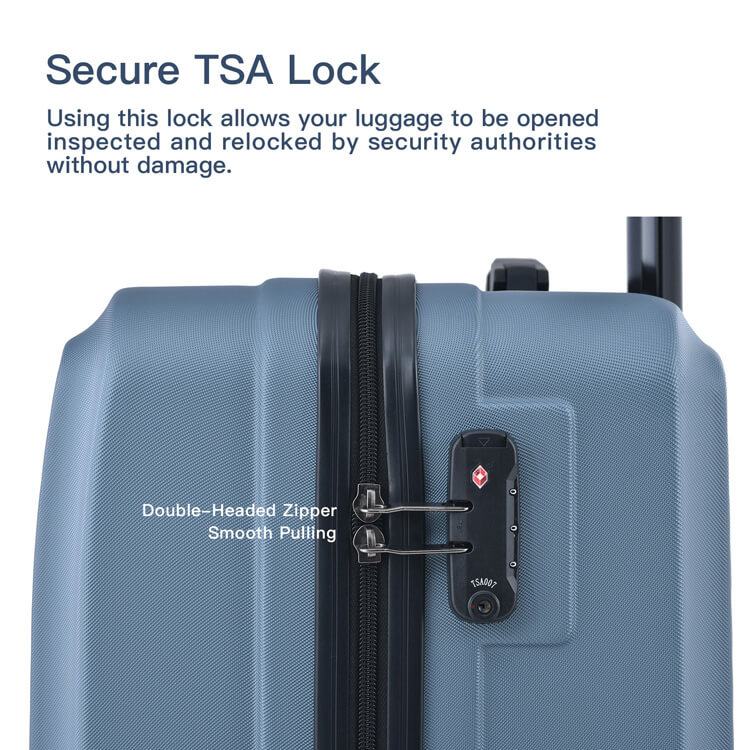 Secure TSA Lock
Using this lock allows your luggage to be opened
inspected and relocked by security authorities
without damage.
Double-Headed Zipper
Smooth Pulling
TSA007